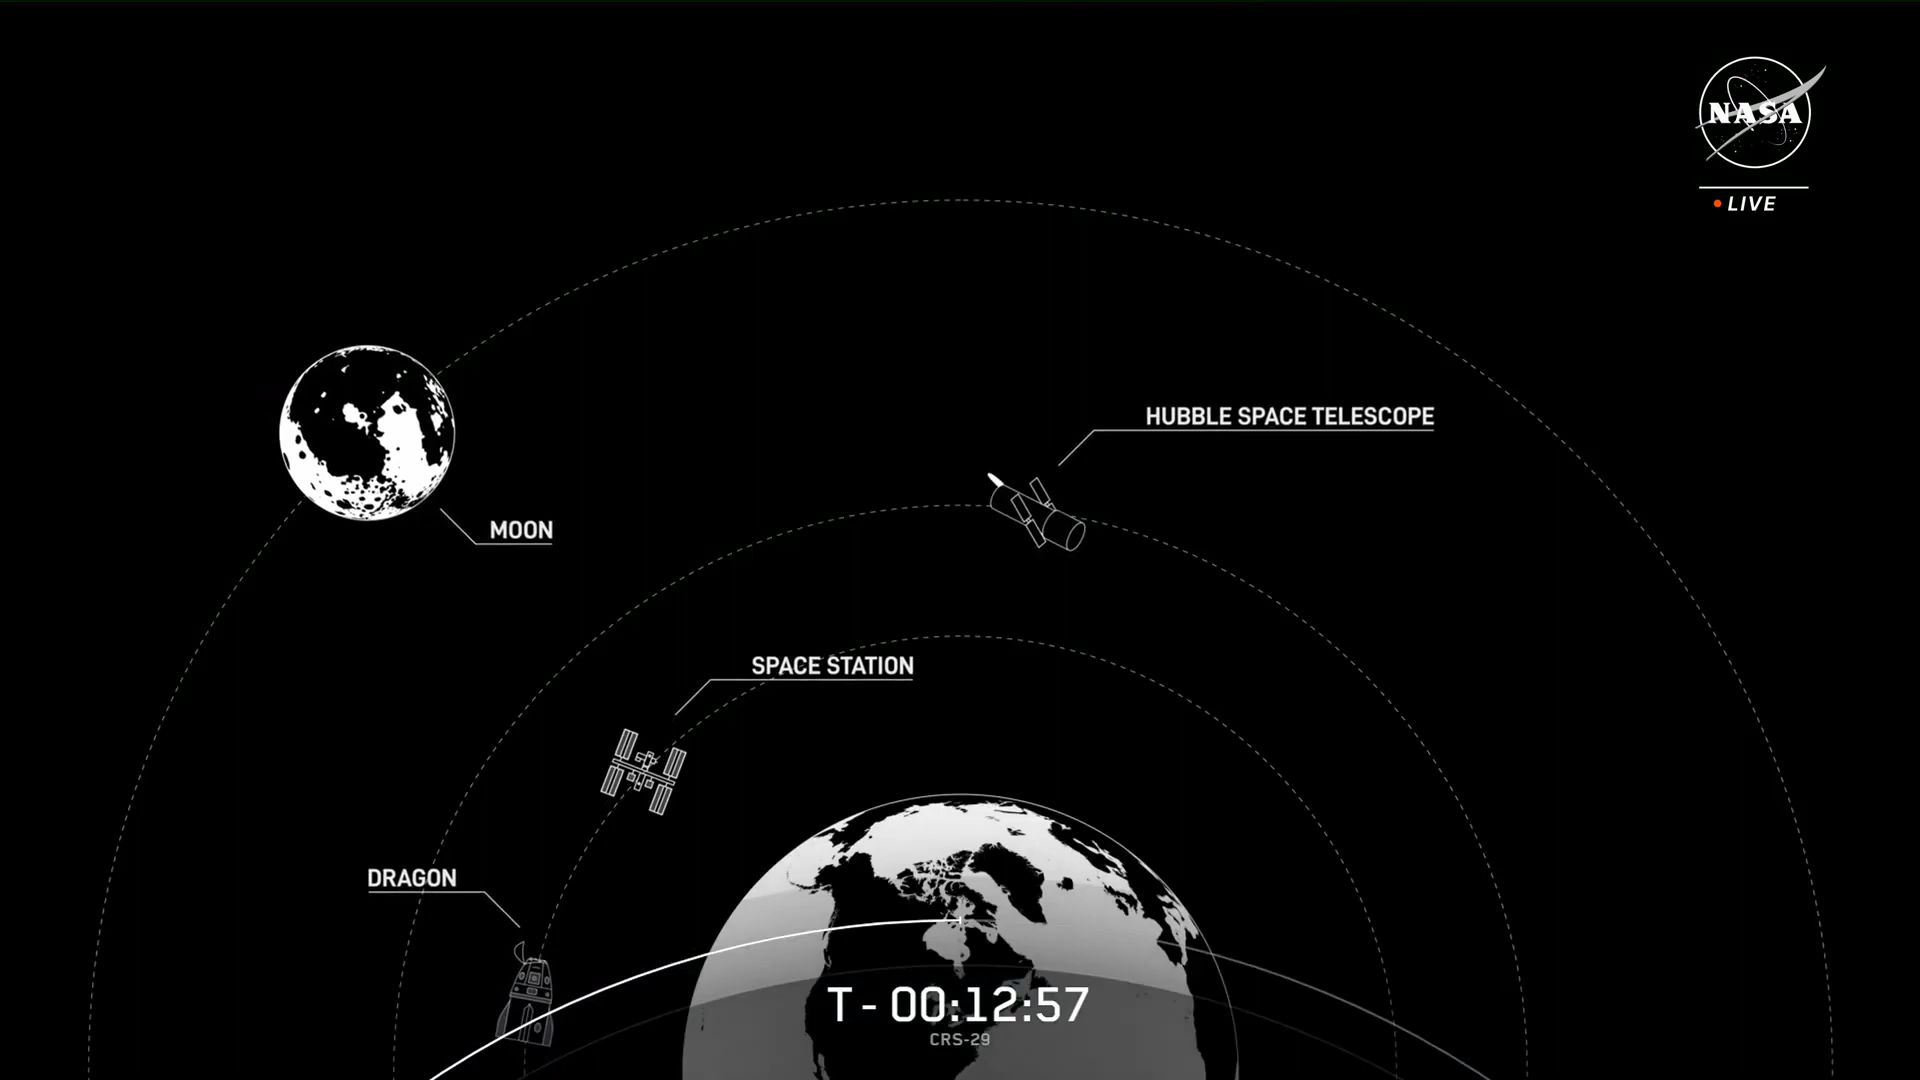 NASA
LIVE
HUBBLE SPACE TELESCOPE
MOON
SPACE STATION
DRAGON
T - 00:12:57
CRS-29